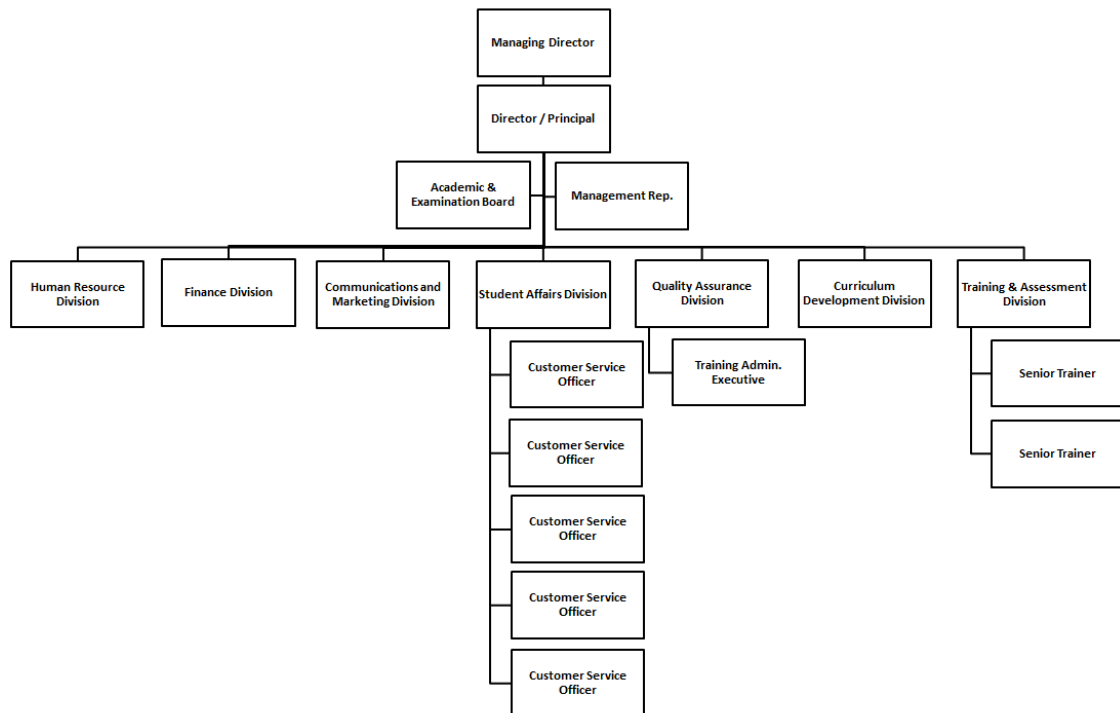 Managing Director
Director / Principal
Academic &
Examination Board
Management Rep.
Human Resource
Division
Finance Division
Communications and
Marketing Division
Student Affairs Division
Quality Assurance
Division
Curriculum
Development Division
Training & Assessment
Division
Customer Service
Officer
Customer Service
Officer
Customer Service
Officer
Customer Service
Officer
Customer Service
Officer
Training Admin.
Executive
Senior Trainer
Senior Trainer